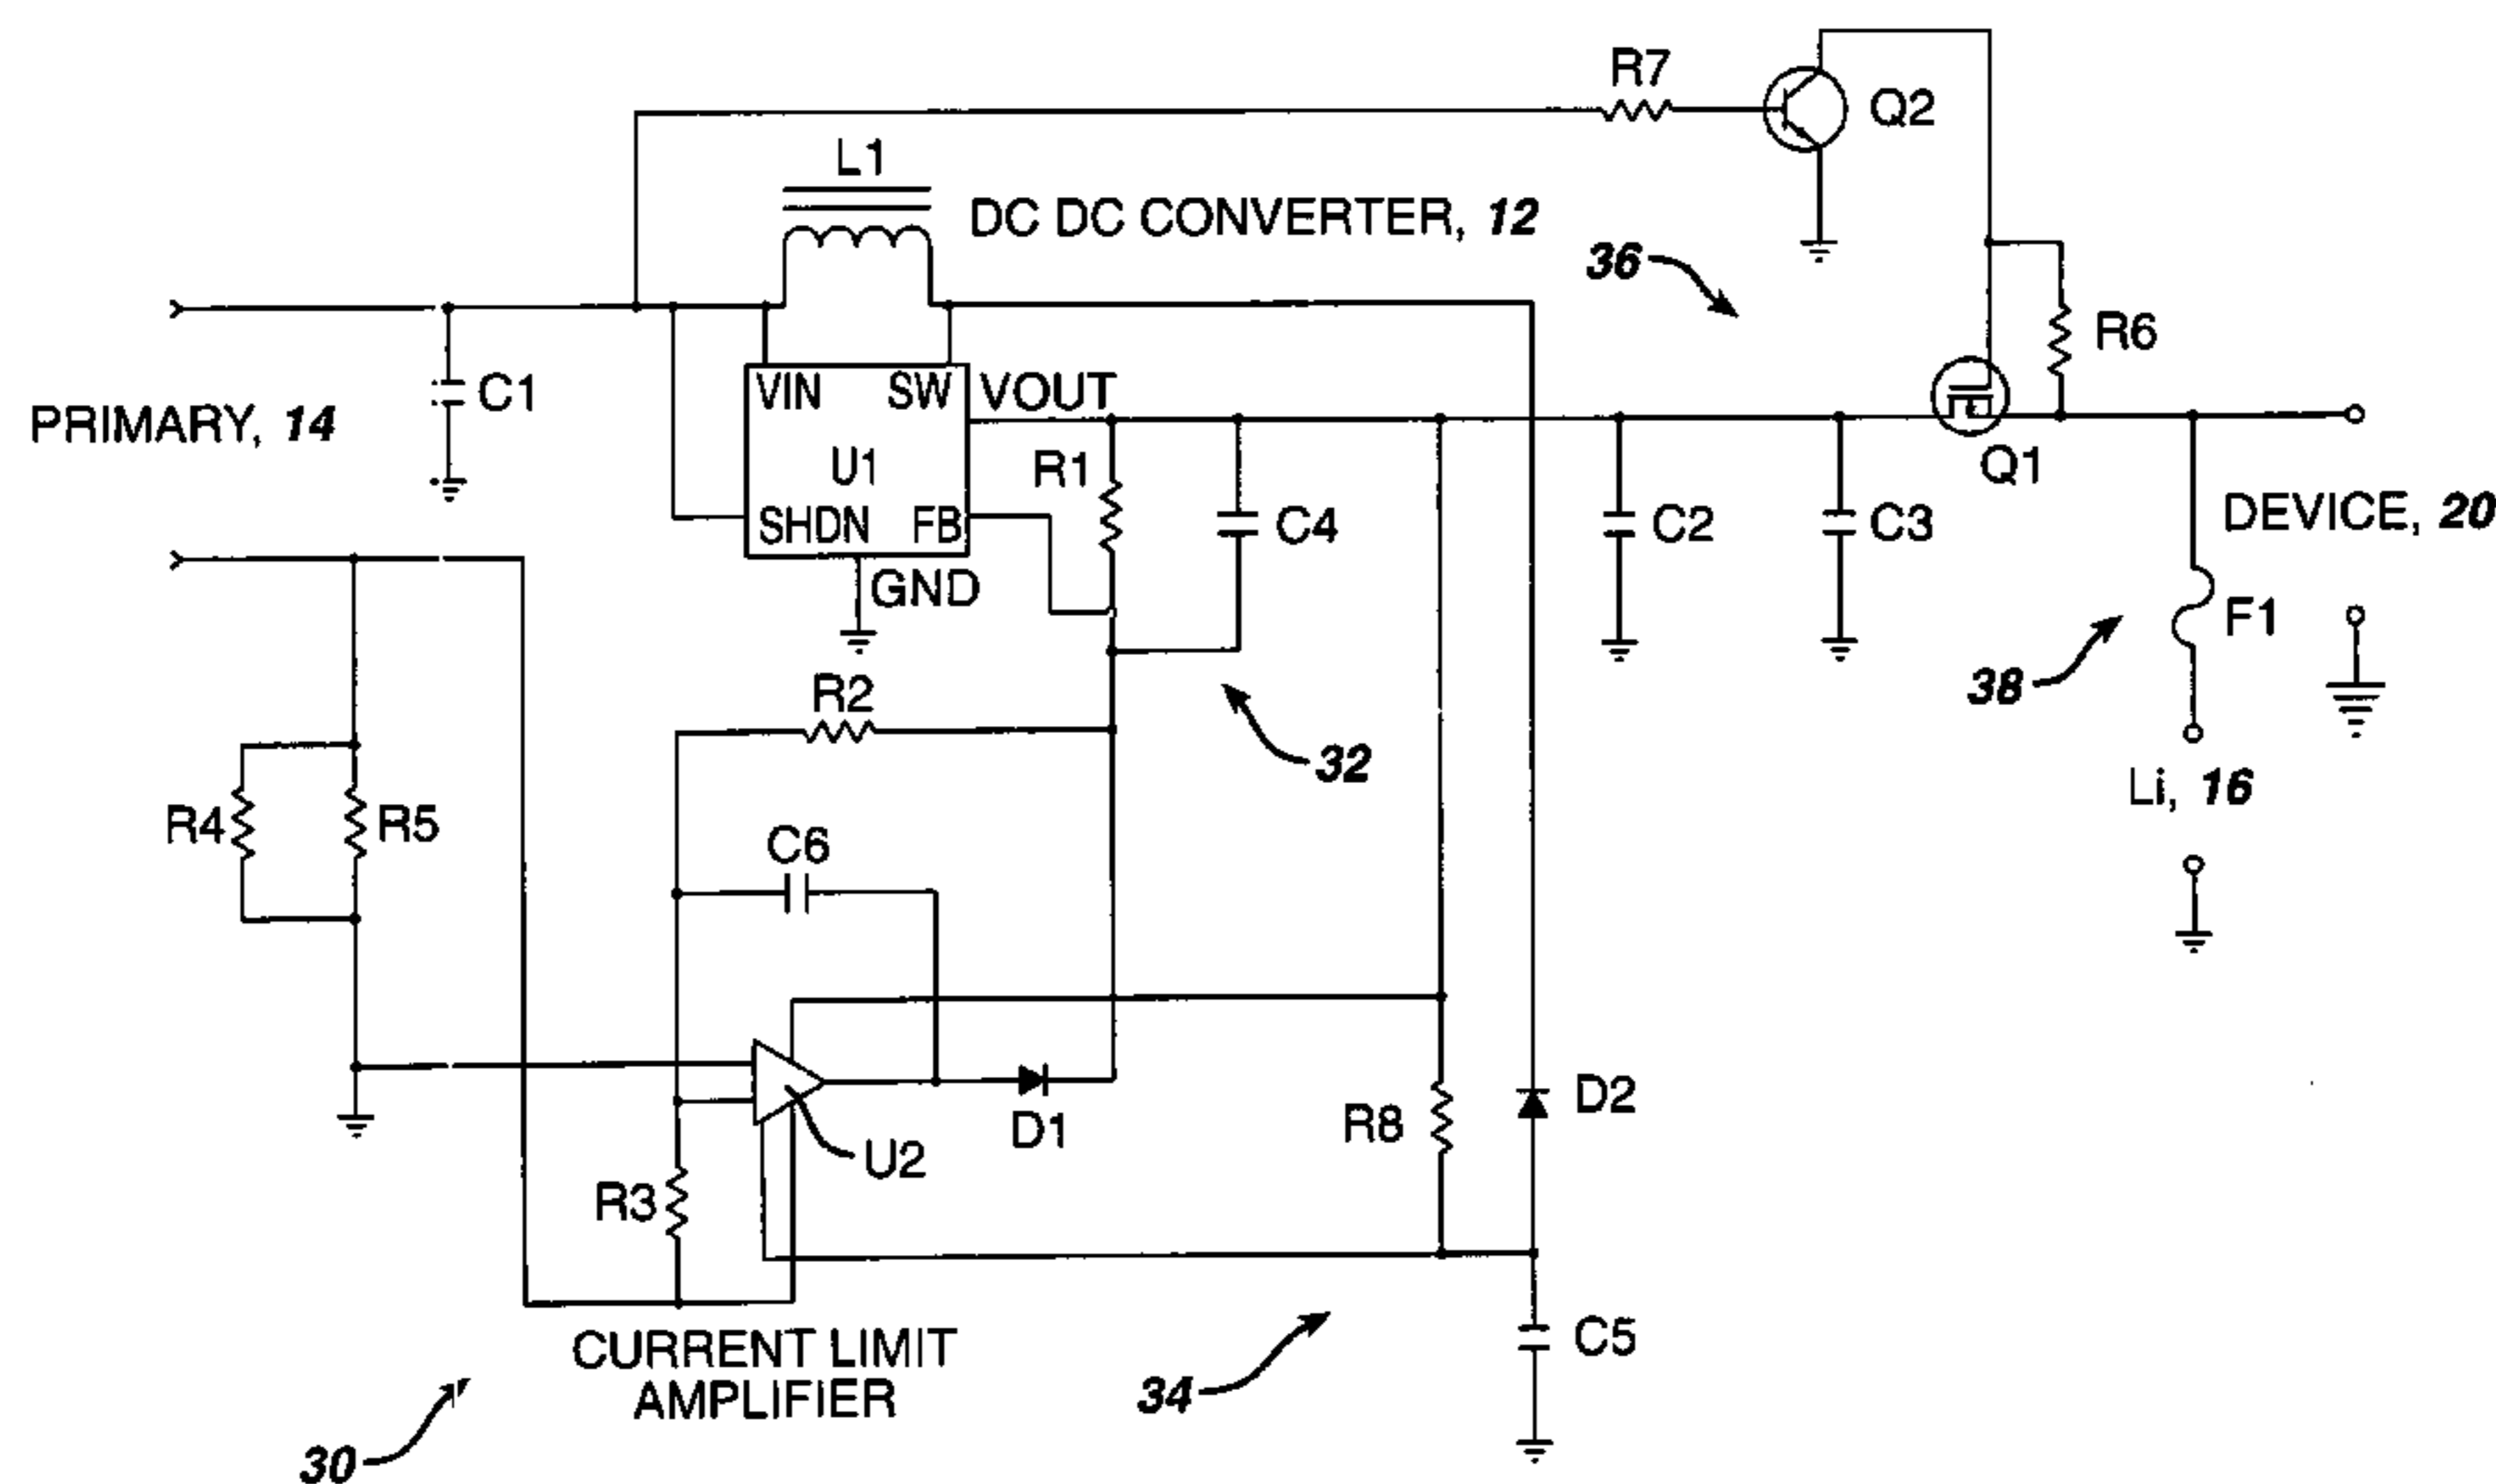 R7
Q2
L1
DC DC CONVERTER, 12
36
R6
VIN
SW
VOUT
C1
PRIMARY, 14
U1
R1
Q1
SHDN
FB
C4
C2
C3
DEVICE, 20
GND
F1
38
R2
32
Li, 16
R4
R5
C6
D2
D1
R8
U2
R3
CURRENT LIMIT
AMPLIFIER
C5
34
30